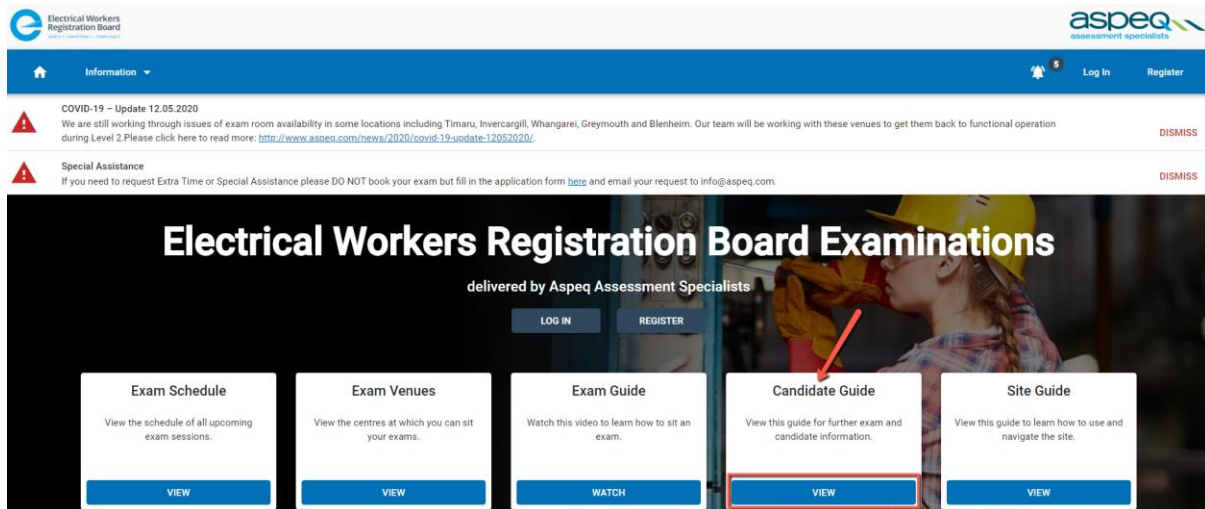 Electrical Workers
Registration Board
SAFETY | COMPETENCY | COMPLIANCE
aspeq
assessment specialists
Information
5
Log In
Register
COVID-19 – Update 12.05.2020
We are still working through issues of exam room availability in some locations including Timaru, Invercargill, Whangarei, Greymouth and Blenheim. Our team will be working with these venues to get them back to functional operation
during Level 2.Please click here to read more: http://www.aspeq.com/news/2020/covid-19-update-12052020/.
DISMISS
Special Assistance
If you need to request Extra Time or Special Assistance please DO NOT book your exam but fill in the application form here and email your request to info@aspeq.com.
DISMISS
Electrical Workers Registration Board Examinations
delivered by Aspeq Assessment Specialists
LOG IN
REGISTER
Exam Schedule
View the schedule of all upcoming
exam sessions.
VIEW
Exam Venues
View the centres at which you can sit
your exams.
VIEW
Exam Guide
Watch this video to learn how to sit an
exam.
WATCH
Candidate Guide
View this guide for further exam and
candidate information.
VIEW
Site Guide
View this guide to learn how to use and
navigate the site.
VIEW